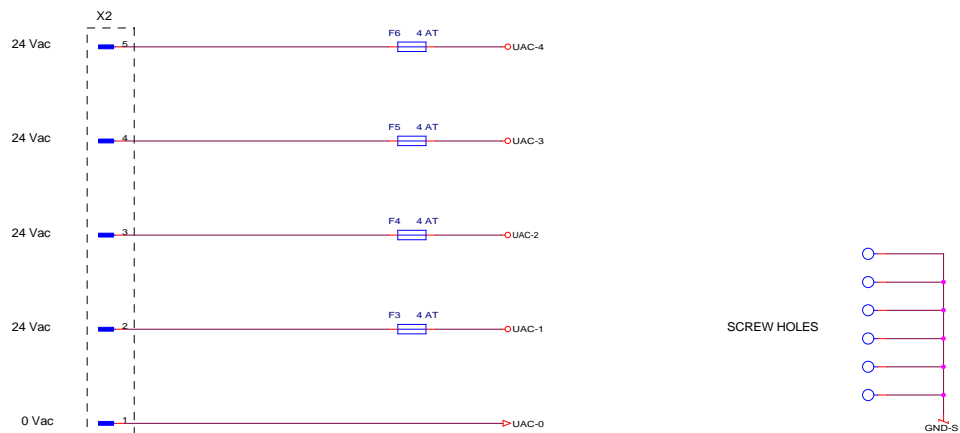 X2
24 Vac 5 F6 4 AT UAC-4
24 Vac 4 F5 4 AT UAC-3
24 Vac 3 F4 4 AT UAC-2
24 Vac 2 F3 4 AT UAC-1
SCREW HOLES
0 Vac 1 UAC-0
GND-S